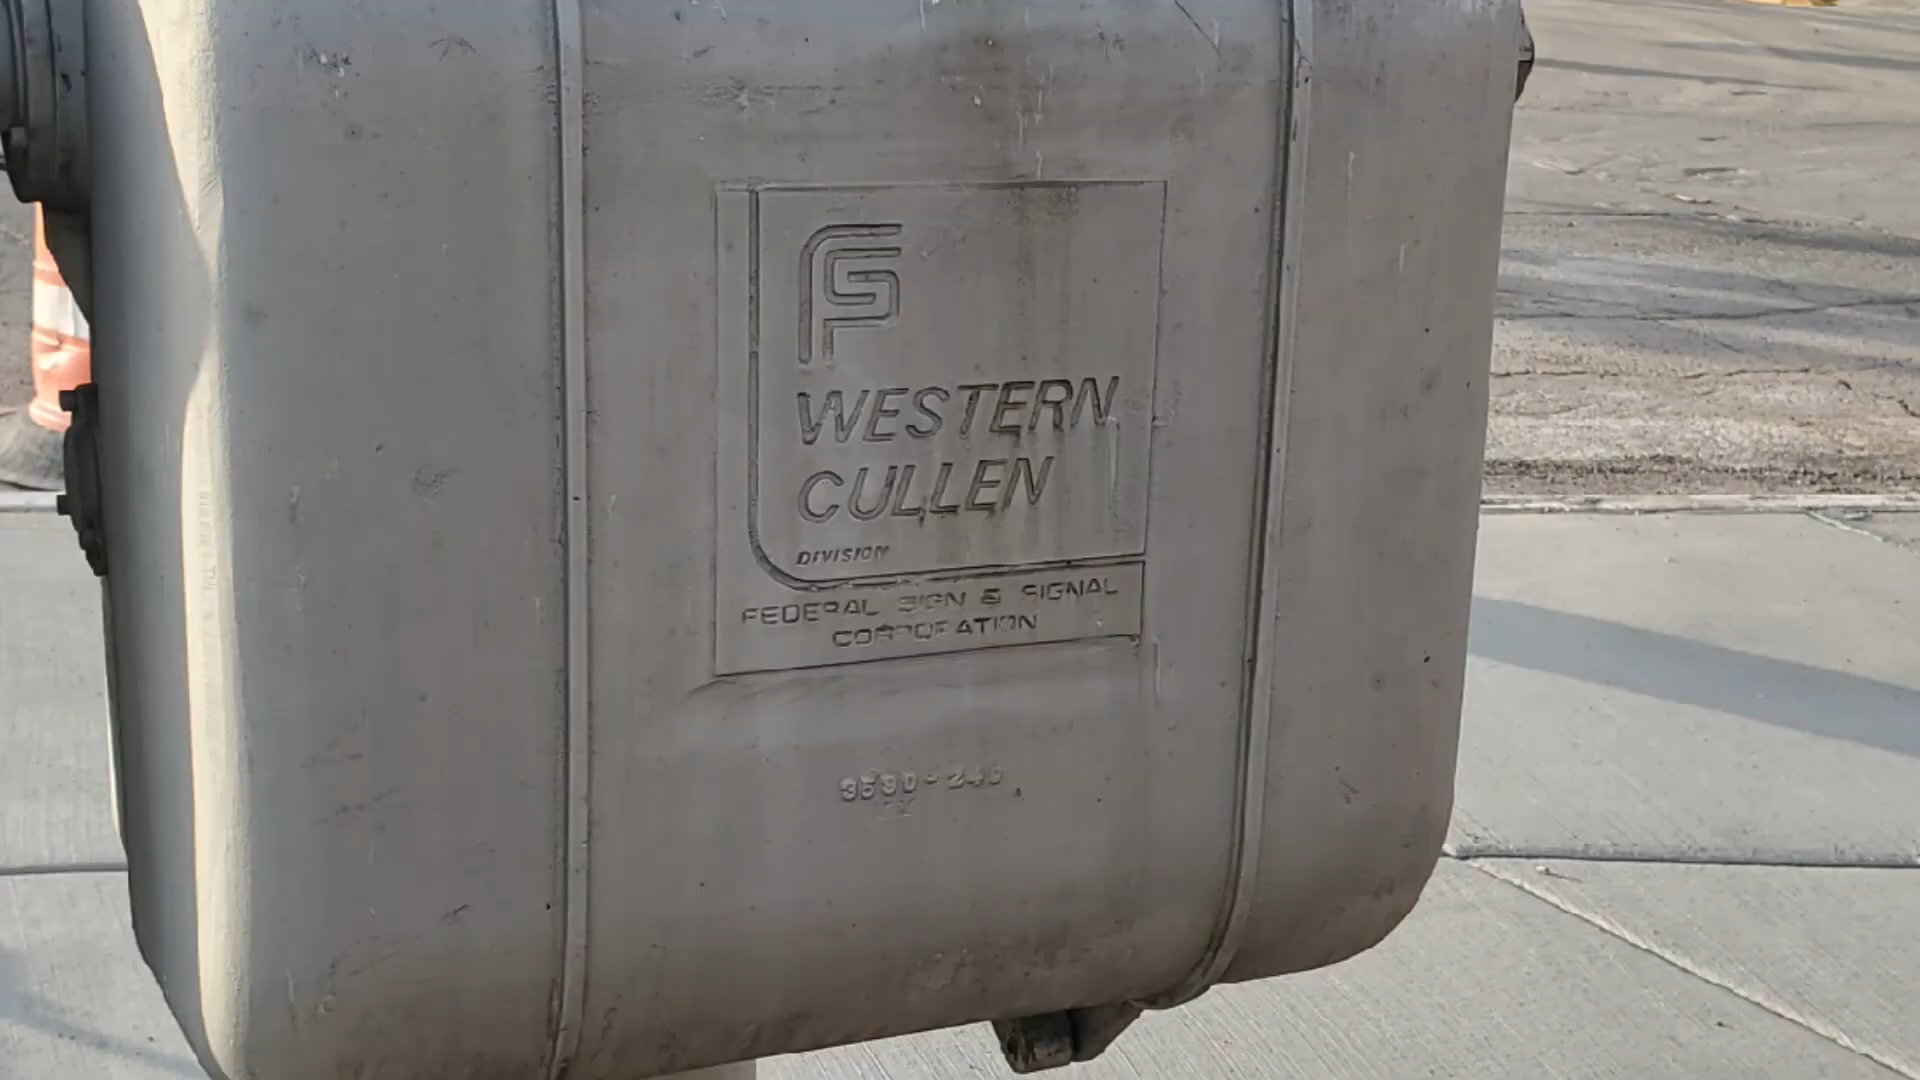 FS
WESTERN
CULLEN
DIVISION
FEDERAL SIGN & SIGNAL
CORPORATION